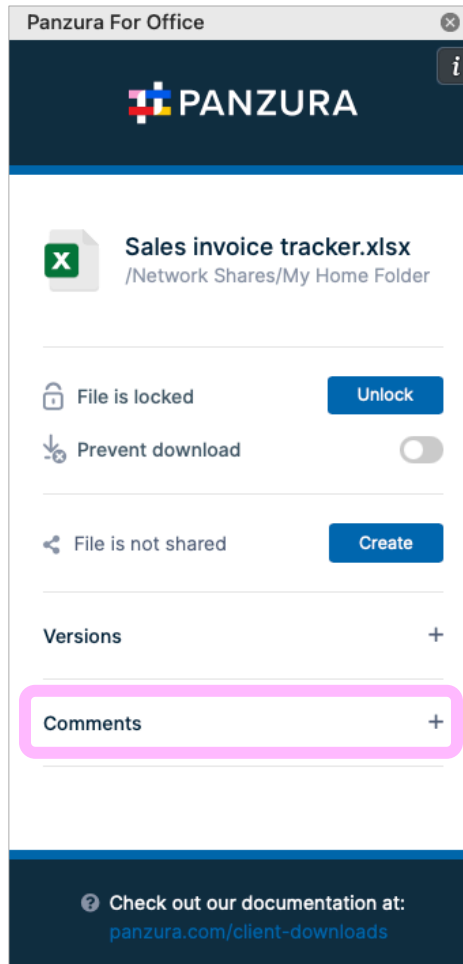 Panzura For Office
i
PANZURA
X
Sales invoice tracker.xlsx
/Network Shares/My Home Folder
File is locked
Unlock
Prevent download
File is not shared
Create
Versions +
Comments +
? Check out our documentation at:
panzura.com/client-downloads